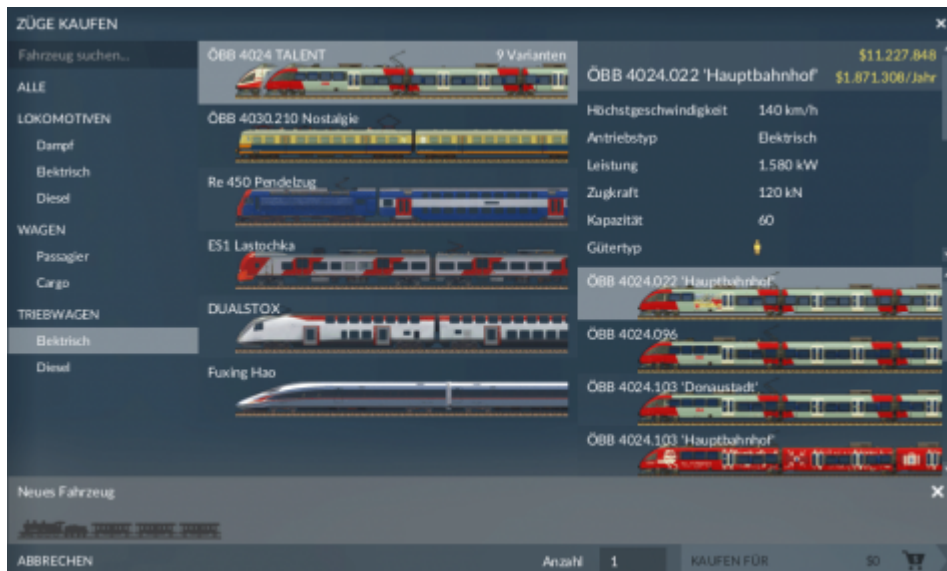 ZÜGE KAUFEN
Fahrzeug suchen...
ALLE
LOKOMOTIVEN
Dampf
Elektrisch
Diesel
WAGEN
Passagier
Cargo
TRIEBWAGEN
Elektrisch
Diesel
ÖBB 4024 TALENT 9 Varianten
ÖBB 4030.210 Nostalgie
Re 450 Pendelzug
ES1 Lastochka
DUALSTOX
Fuxing Hao
$11.227.848
ÖBB 4024.022 'Hauptbahnhof' $1.871.308/Jahr
Höchstgeschwindigkeit 140 km/h
Antriebstyp Elektrisch
Leistung 1.580 kW
Zugkraft 120 kN
Kapazität 60
Gütertyp
ÖBB 4024.022 'Hauptbahnhof'
ÖBB 4024.096
ÖBB 4024.103 'Donaustadt'
ÖBB 4024.103 'Hauptbahnhof'
Neues Fahrzeug
ABBRECHEN
Anzahl 1 KAUFEN FÜR $0